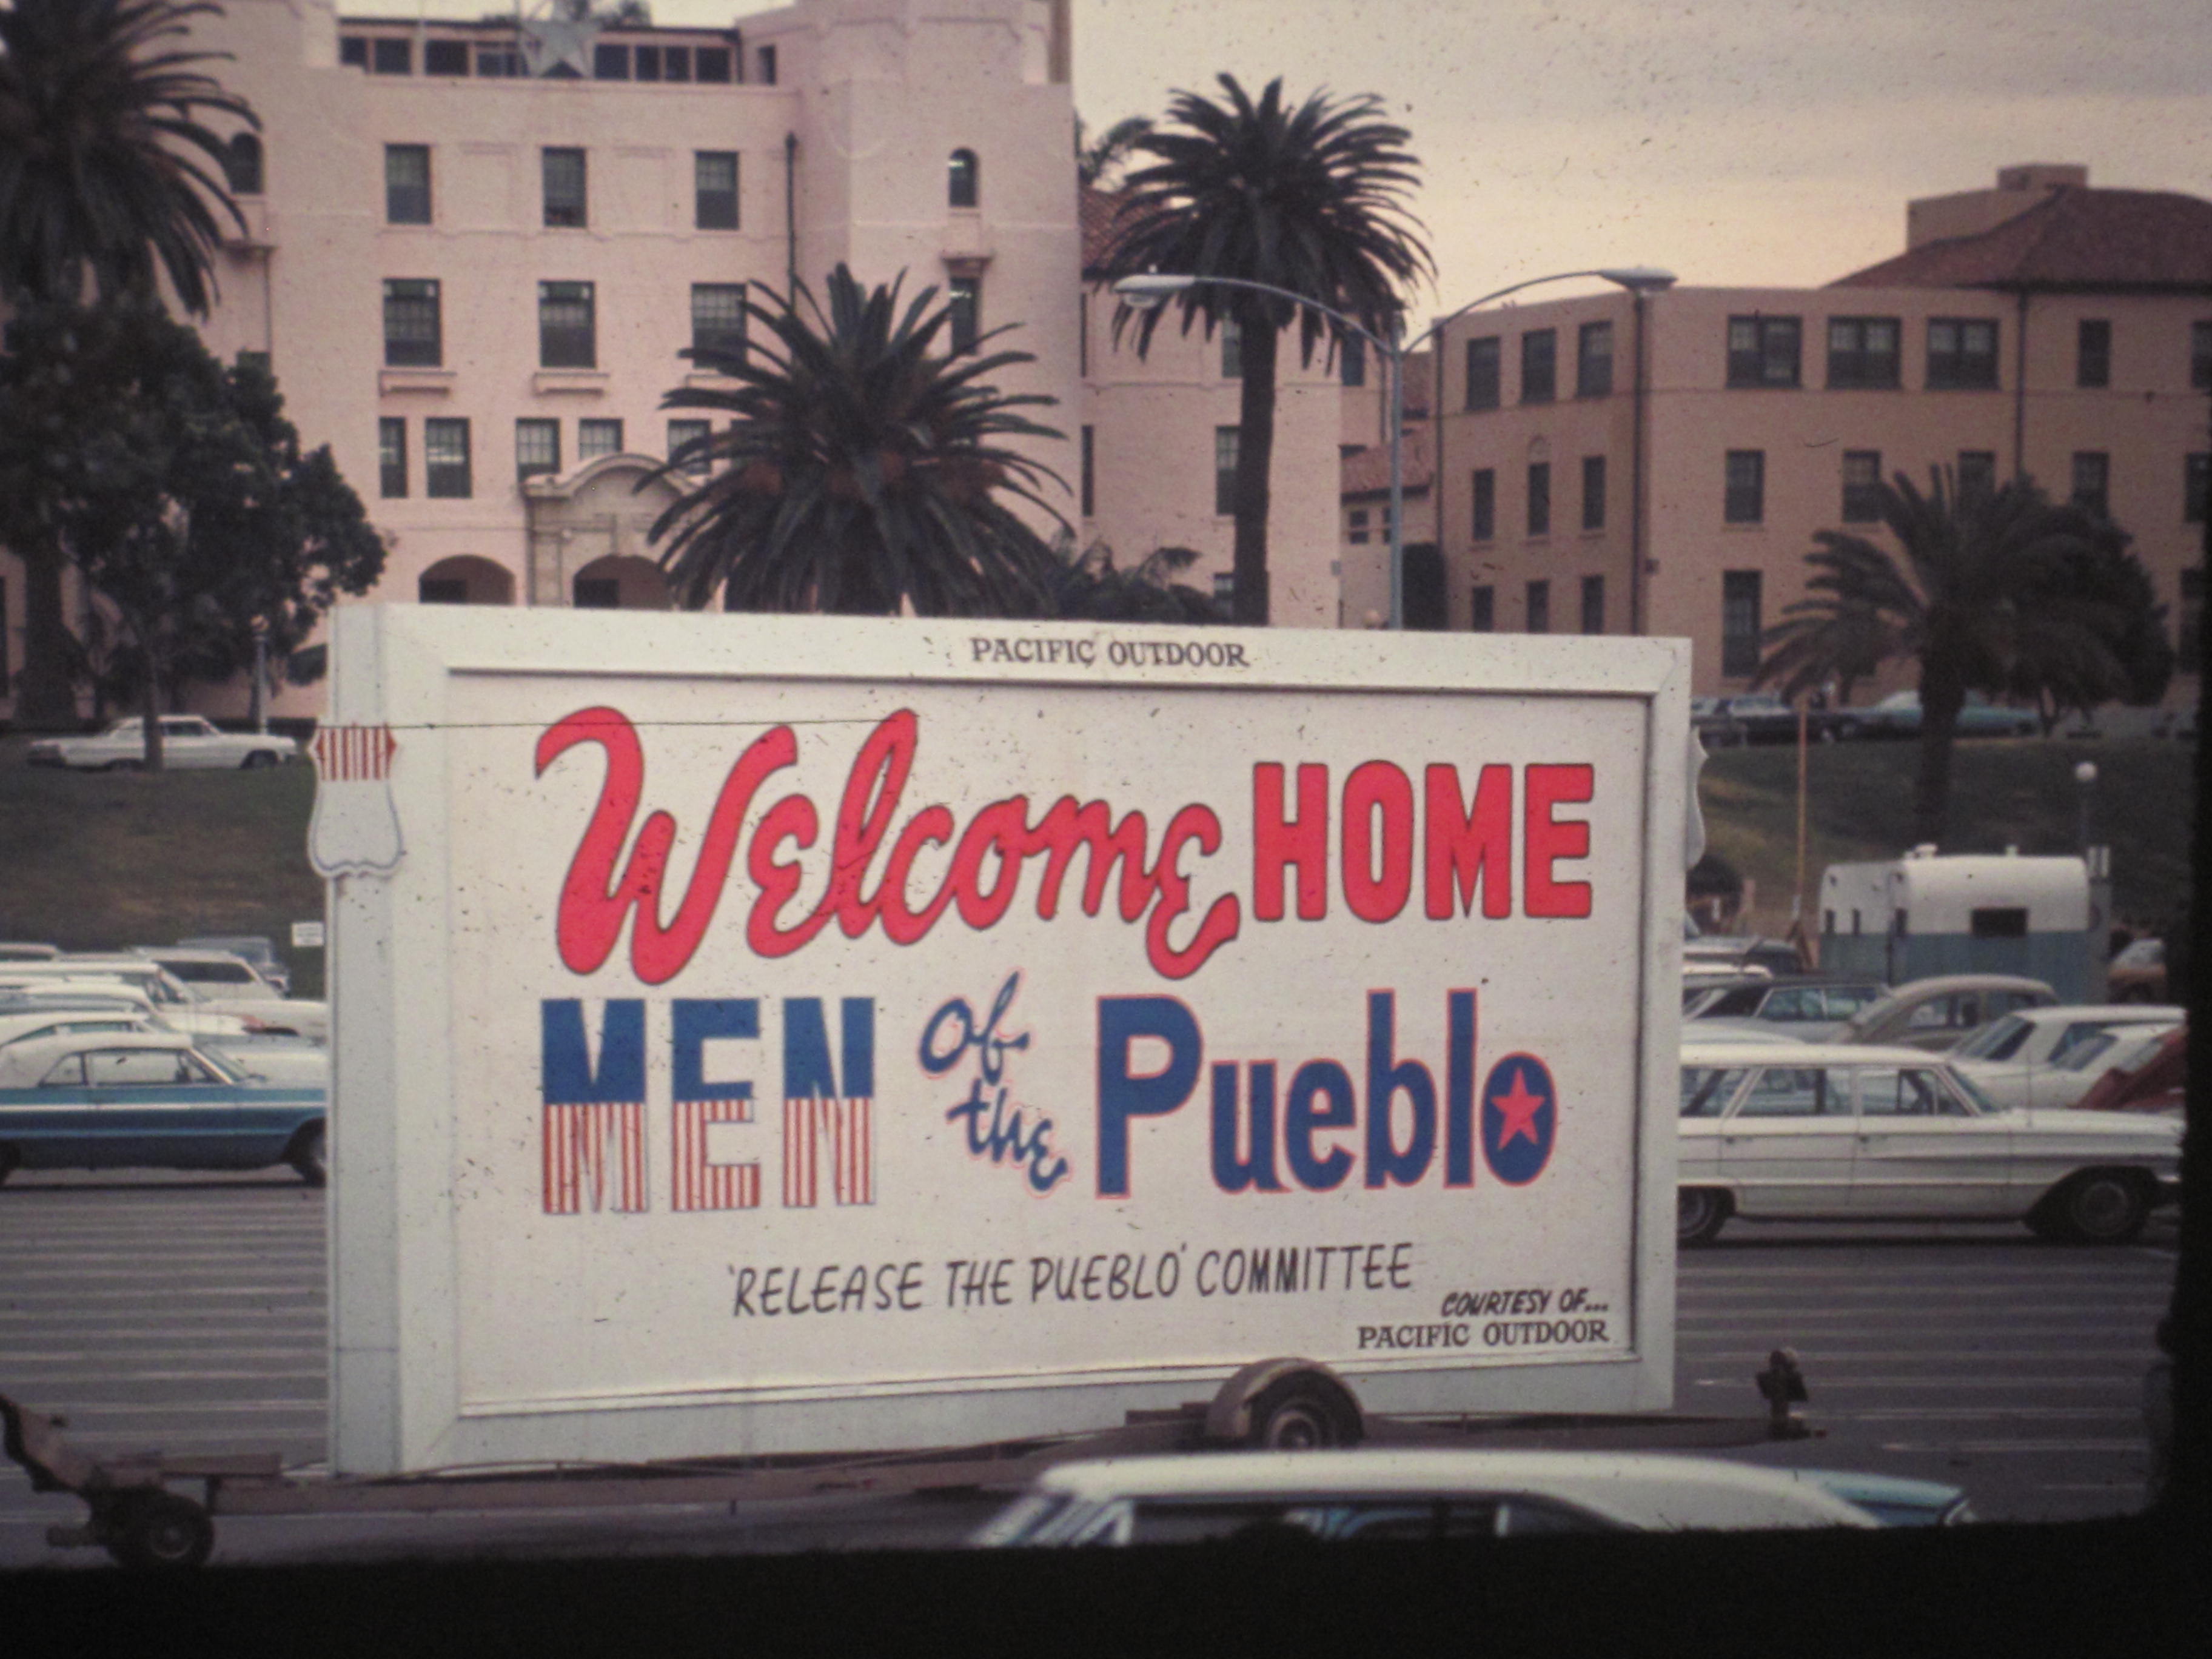 PACIFIC OUTDOOR
Welcome HOME
MEN of the Pueblo
'RELEASE THE PUEBLO' COMMITTEE
COURTESY OF...
PACIFIC OUTDOOR